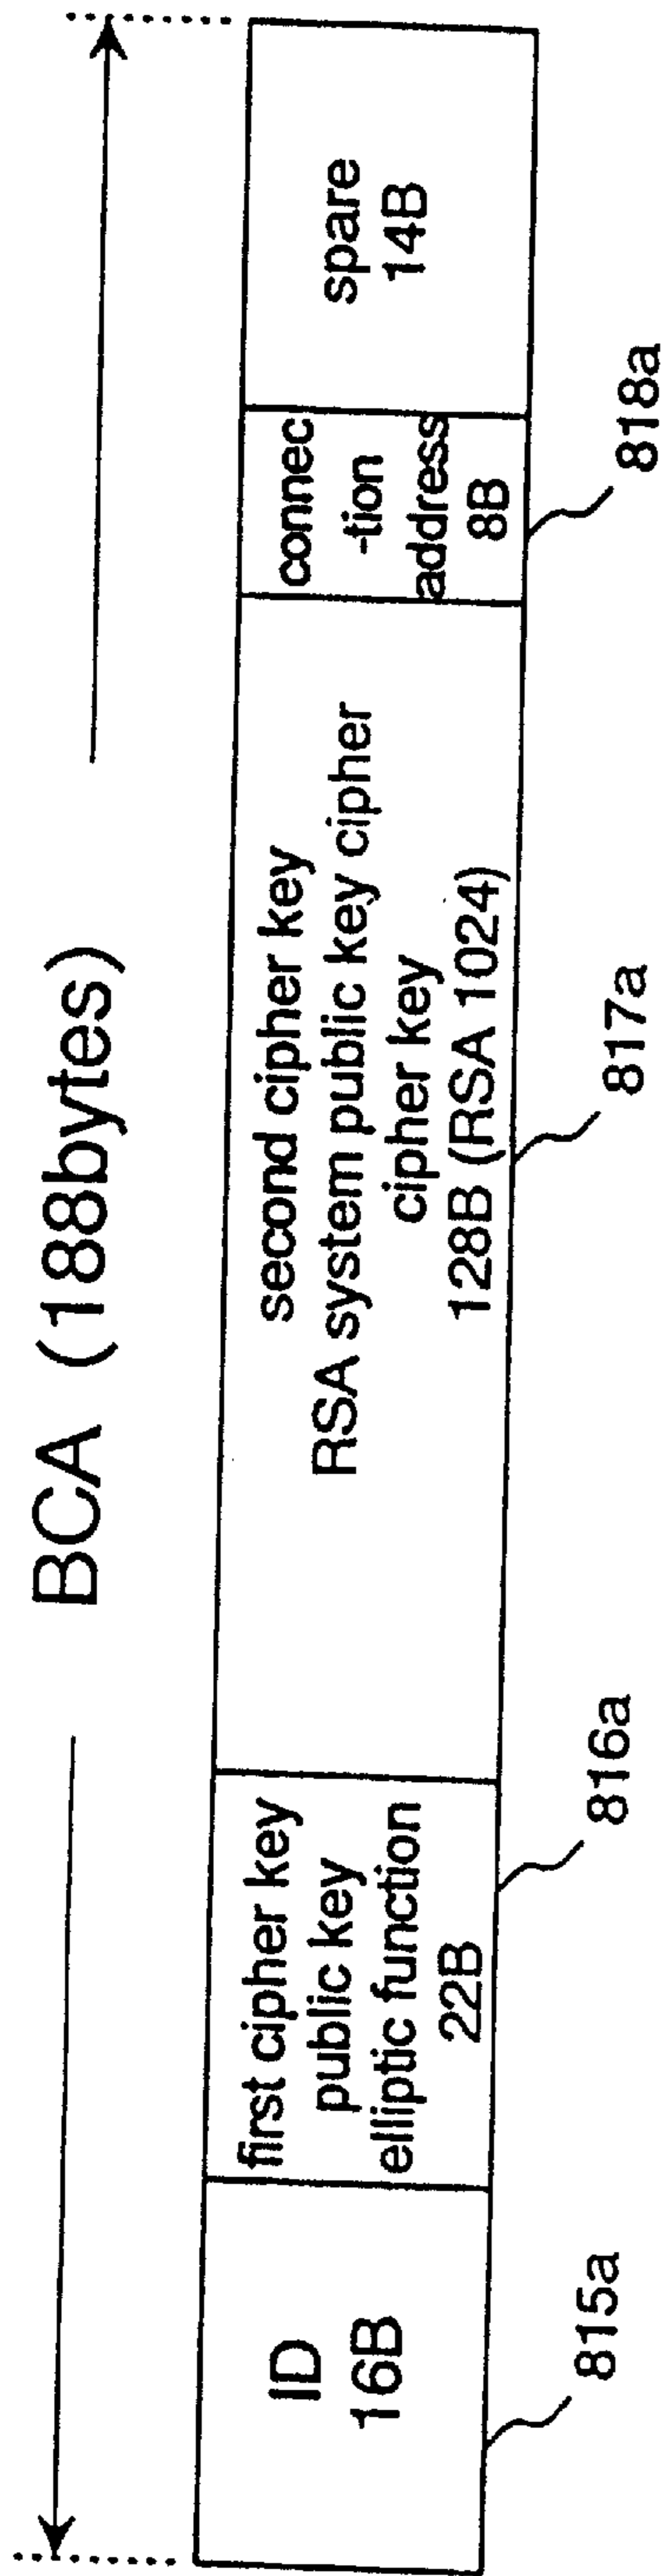 BCA (188bytes)
ID
16B
first cipher key
public key
elliptic function
22B
second cipher key
RSA system public key cipher
cipher key
128B (RSA 1024)
connec
-tion
address
8B
spare
14B
815a
816a
817a
818a